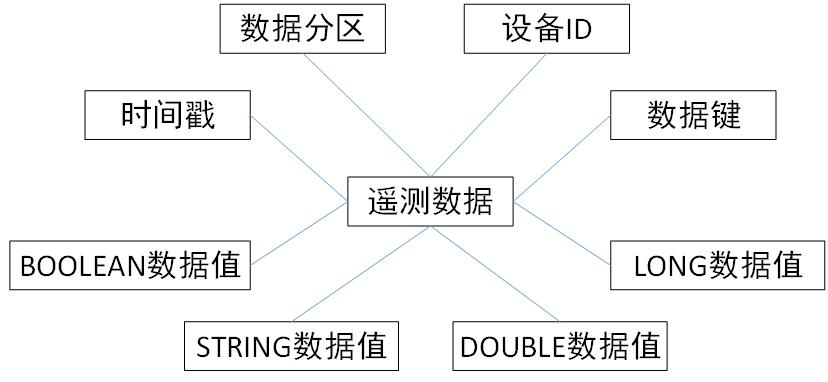 数据分区
设备ID
时间戳
数据键
遥测数据
BOOLEAN数据值
LONG数据值
STRING数据值
DOUBLE数据值